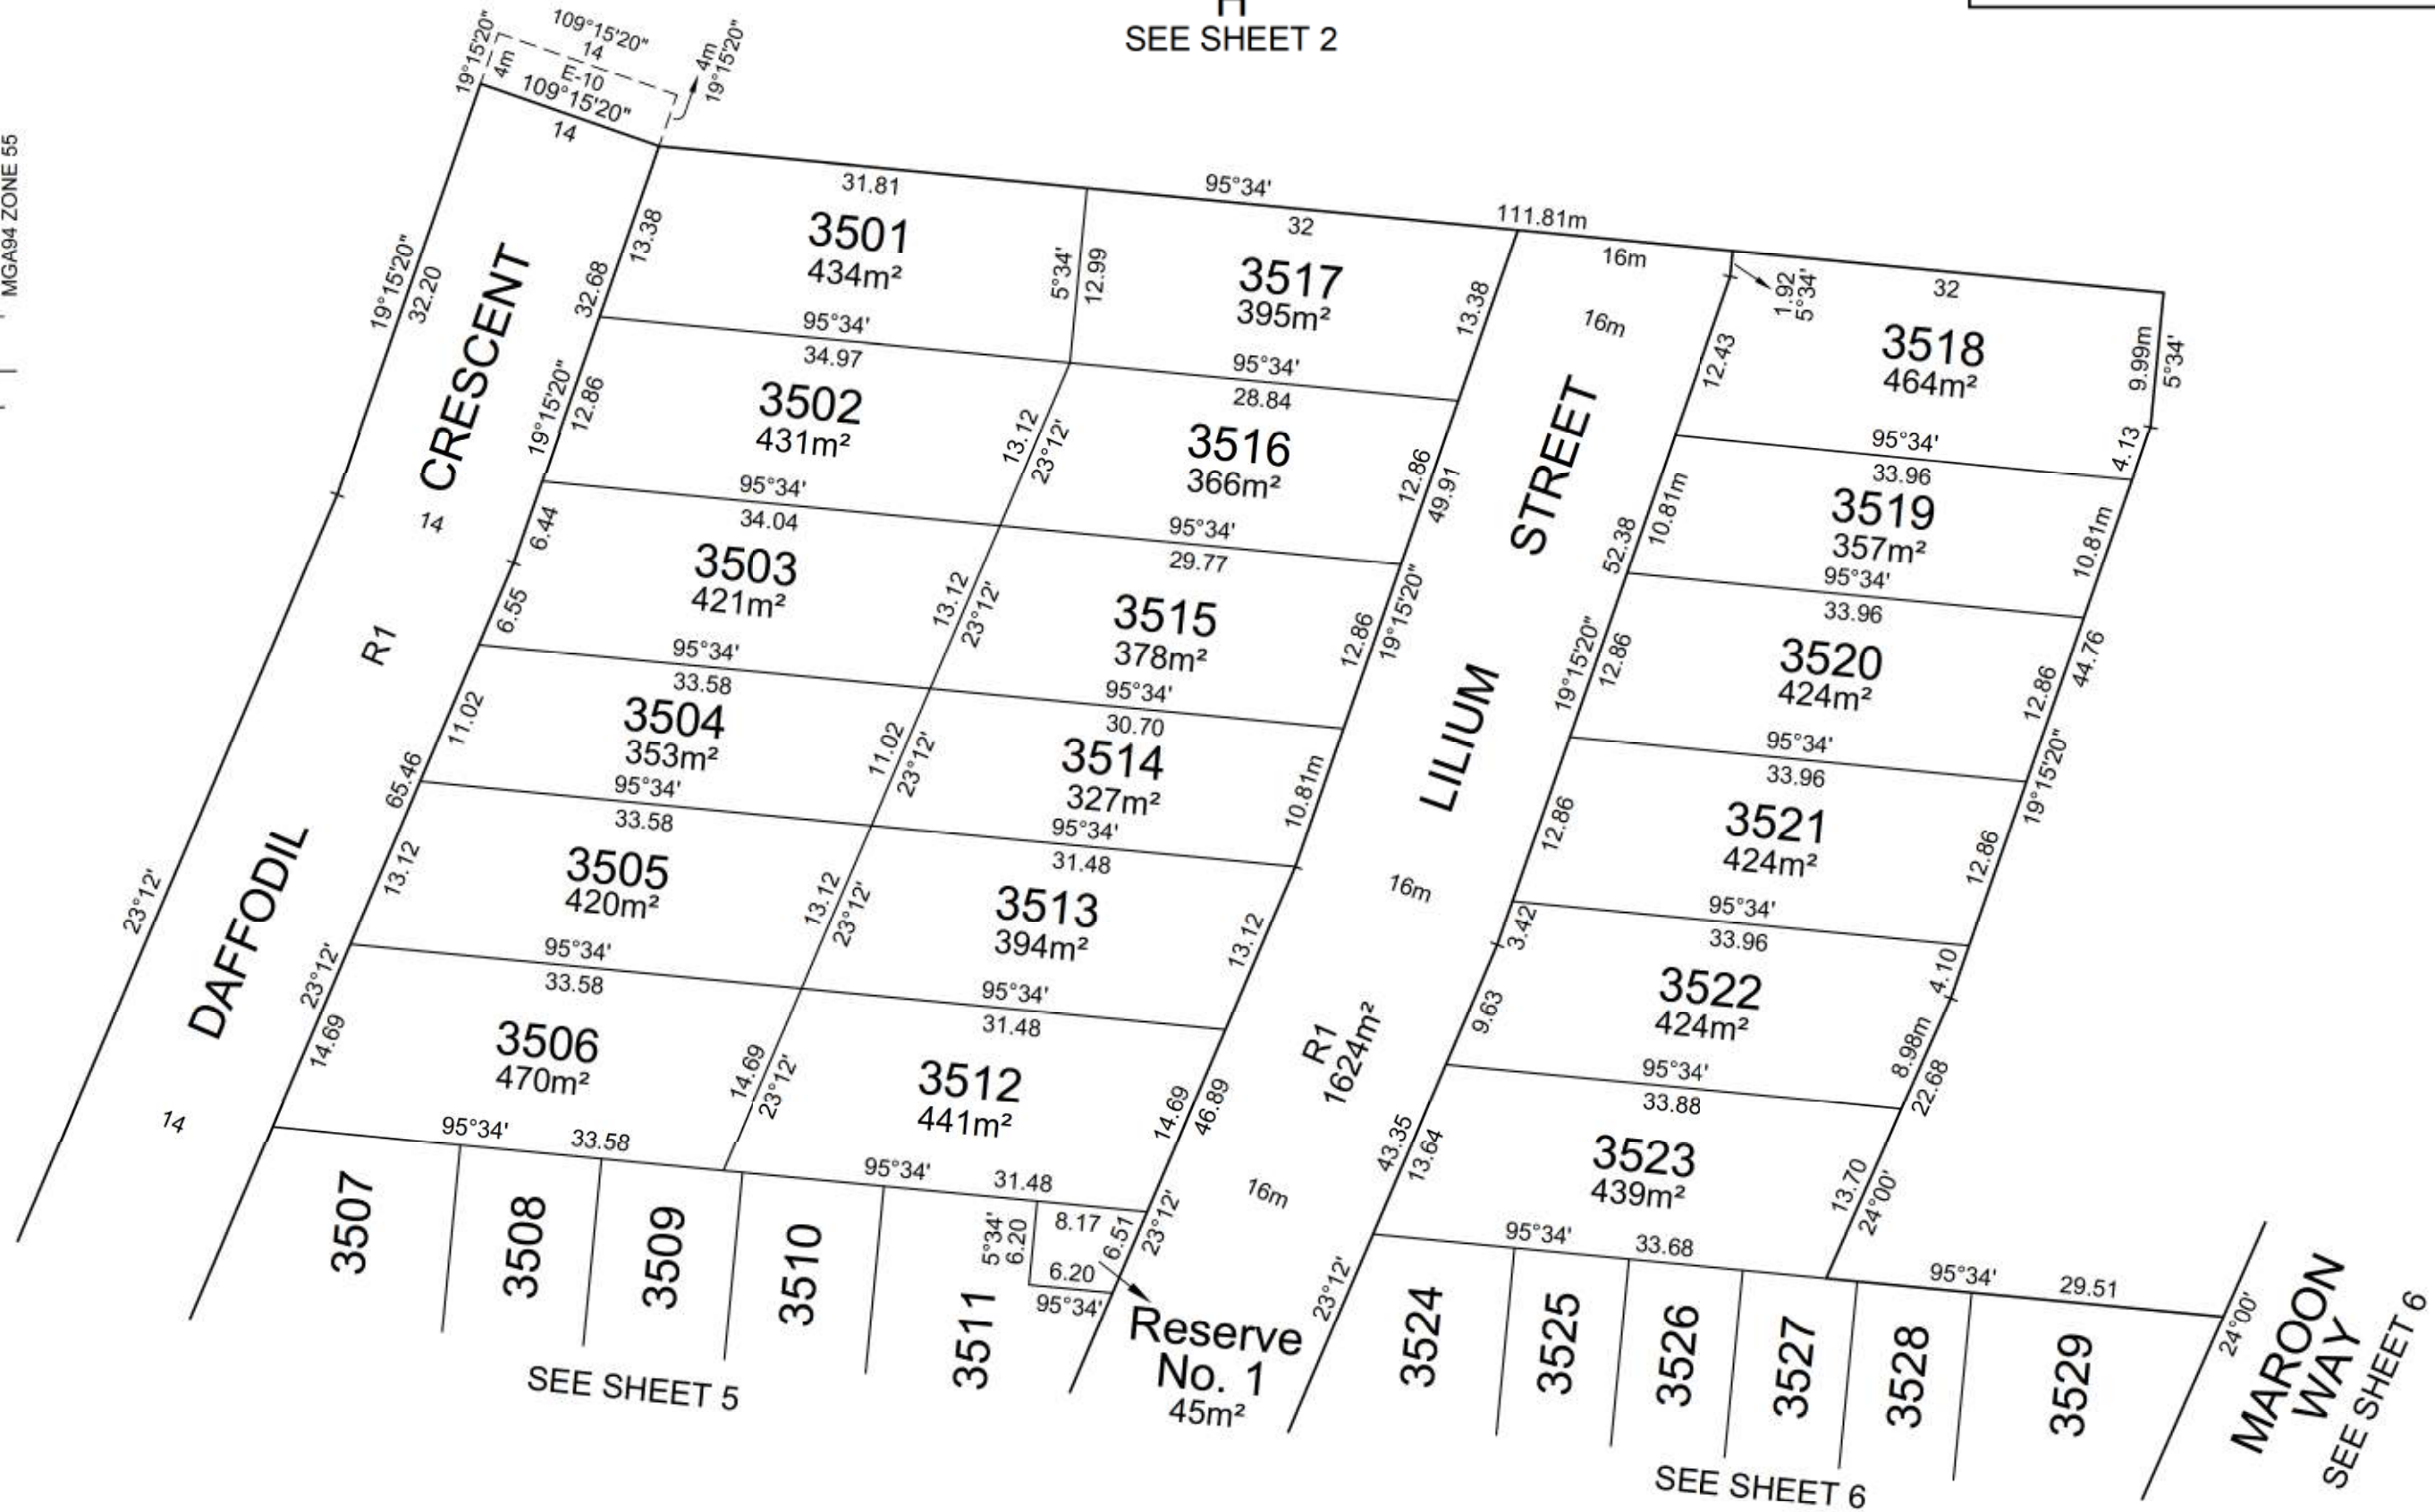 H
SEE SHEET 2
MGA94 ZONE 55
19°15'20"
4m
109°15'20"
14
E-10
109°15'20"
14
4m
19°15'20"
31.81
95°34'
111.81m
3501
434m²
13.38
32.68
5°34'
12.99
32
3517
395m²
13.38
16m
16m
1.92
5°34'
32
3518
464m²
12.43
9.99m
5°34'
4.13
19°15'20"
32.20
CRESCENT
95°34'
34.97
3502
431m²
19°15'20"
12.86
13.12
23°12'
95°34'
28.84
3516
366m²
12.86
49.91
STREET
95°34'
33.96
3519
357m²
52.38
10.81m
10.81m
14
95°34'
34.04
3503
421m²
6.44
6.55
13.12
23°12'
95°34'
29.77
3515
378m²
12.86
19°15'20"
95°34'
33.96
3520
424m²
19°15'20"
12.86
12.86
44.76
R1
95°34'
33.58
3504
353m²
11.02
65.46
11.02
23°12'
95°34'
30.70
3514
327m²
10.81m
LILIUM
95°34'
33.96
3521
424m²
12.86
12.86
19°15'20"
DAFFODIL
23°12'
95°34'
33.58
3505
420m²
13.12
13.12
23°12'
95°34'
31.48
3513
394m²
13.12
16m
95°34'
33.96
3522
424m²
3.42
9.63
4.10
8.98m
22.68
23°12'
14.69
95°34'
33.58
3506
470m²
14.69
23°12'
95°34'
31.48
3512
441m²
14.69
46.89
R1
1624m²
95°34'
33.88
3523
439m²
43.35
13.64
13.70
24°00'
14
95°34'
33.58
95°34'
31.48
16m
23°12'
95°34'
33.68
95°34'
29.51
24°00'
3507
3508
3509
3510
3511
5°34'
6.20
8.17
6.51
23°12'
6.20
95°34'
Reserve
No. 1
45m²
3524
3525
3526
3527
3528
3529
MAROON
WAY
SEE SHEET 6
SEE SHEET 5
SEE SHEET 6